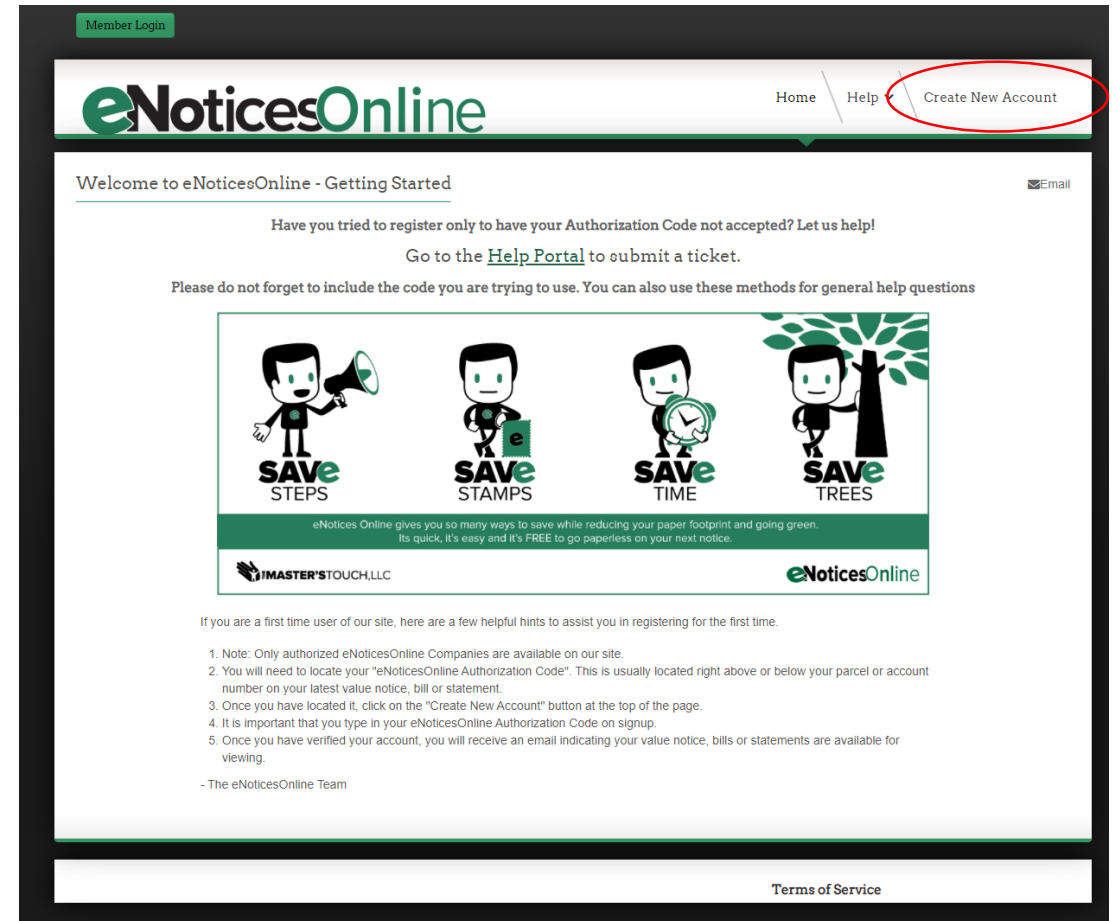 Member Login
eNoticesOnline
Home
Help
Create New Account
Welcome to eNoticesOnline - Getting Started
Email
Have you tried to register only to have your Authorization Code not accepted? Let us help!
Go to the Help Portal to submit a ticket.
Please do not forget to include the code you are trying to use. You can also use these methods for general help questions
e
SAVe
STEPS
SAVe
STAMPS
SAVe
TIME
SAVe
TREES
eNotices Online gives you so many ways to save while reducing your paper footprint and going green.
Its quick, it's easy and it's FREE to go paperless on your next notice.
THE MASTER'STOUCH,LLC
eNoticesOnline
If you are a first time user of our site, here are a few helpful hints to assist you in registering for the first time.
1. Note: Only authorized eNoticesOnline Companies are available on our site.
2. You will need to locate your "eNoticesOnline Authorization Code". This is usually located right above or below your parcel or account
number on your latest value notice, bill or statement.
3. Once you have located it, click on the "Create New Account" button at the top of the page.
4. It is important that you type in your eNoticesOnline Authorization Code on signup.
5. Once you have verified your account, you will receive an email indicating your value notice, bills or statements are available for
viewing.
- The eNoticesOnline Team
Terms of Service